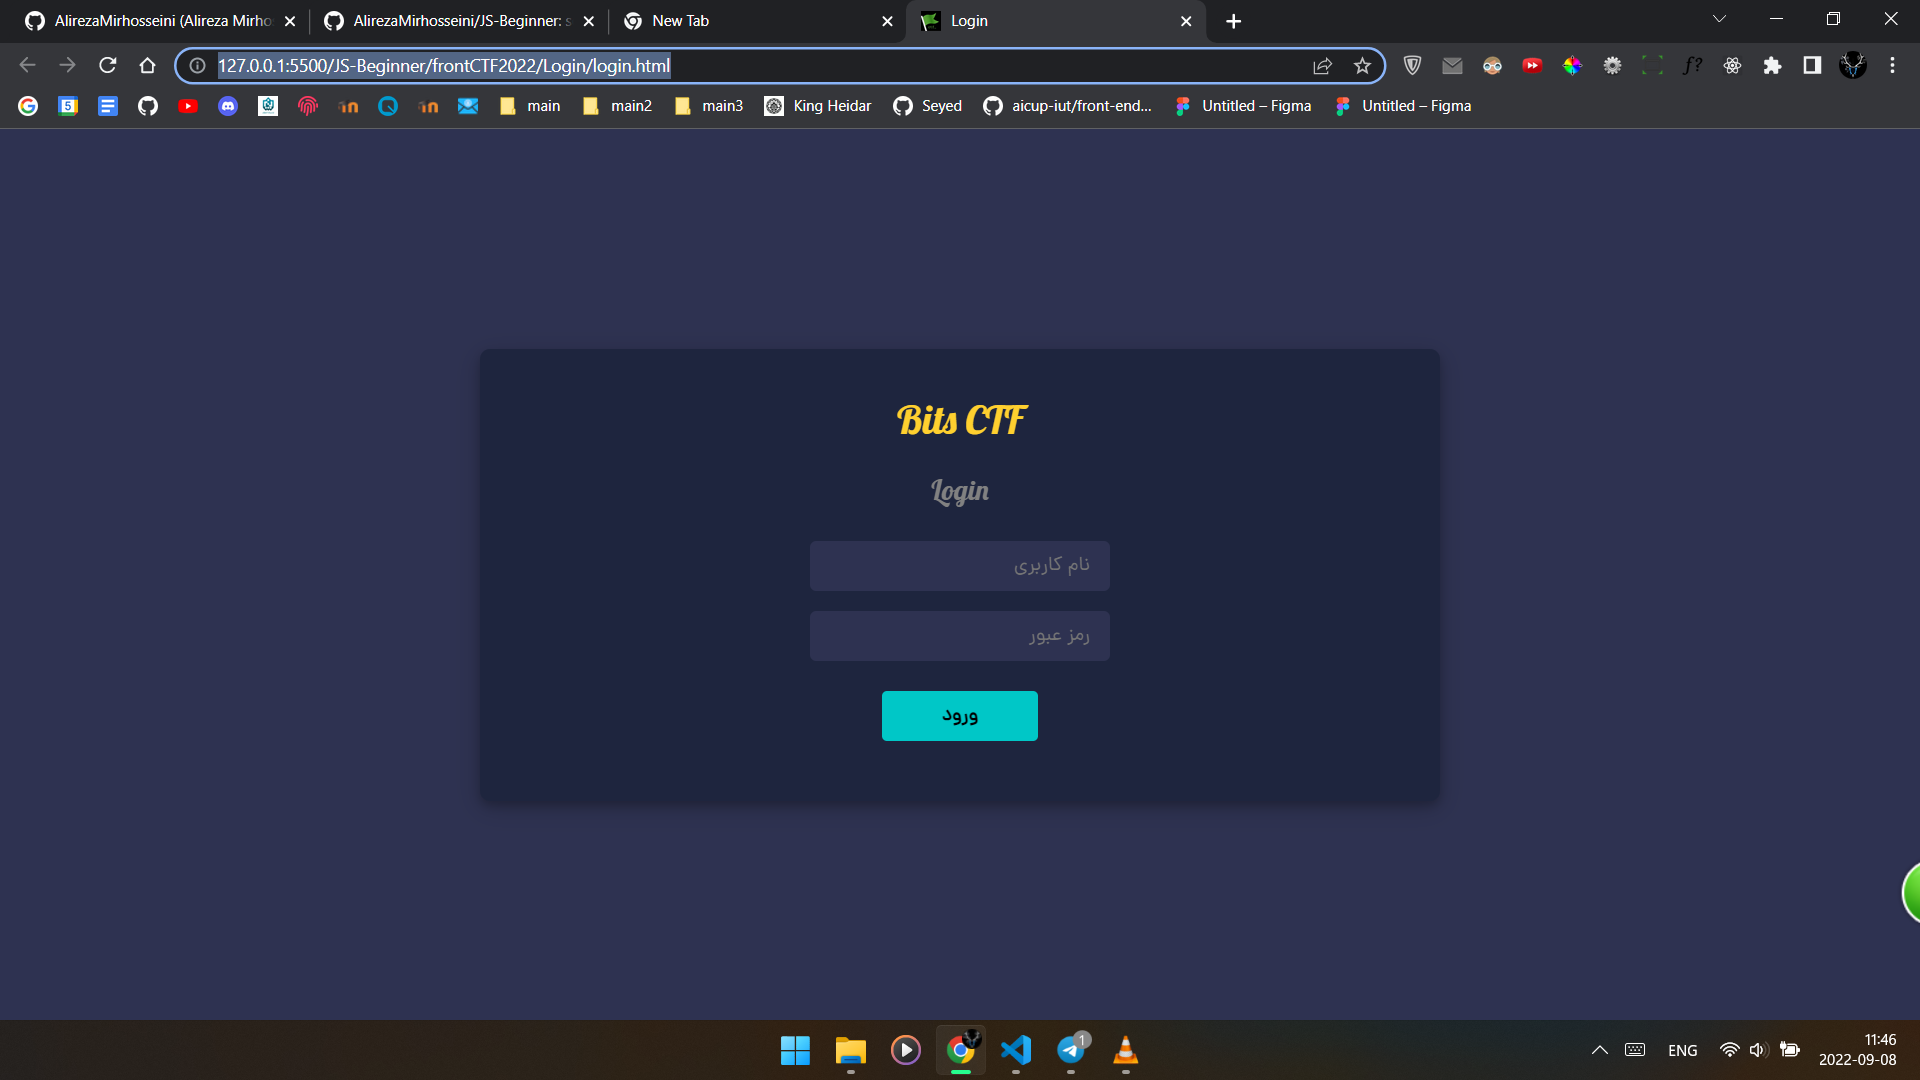 AlirezaMirhosseini (Alireza Mirho
AlirezaMirhosseini/JS-Beginner: s
New Tab
Login
127.0.0.1:5500/JS-Beginner/frontCTF2022/Login/login.html
5
main
main2
main3
King Heidar
Seyed
aicup-iut/front-end...
Untitled – Figma
Untitled – Figma
Bits CTF
Login
نام کاربری
رمز عبور
ورود
1
ENG
11:46
2022-09-08